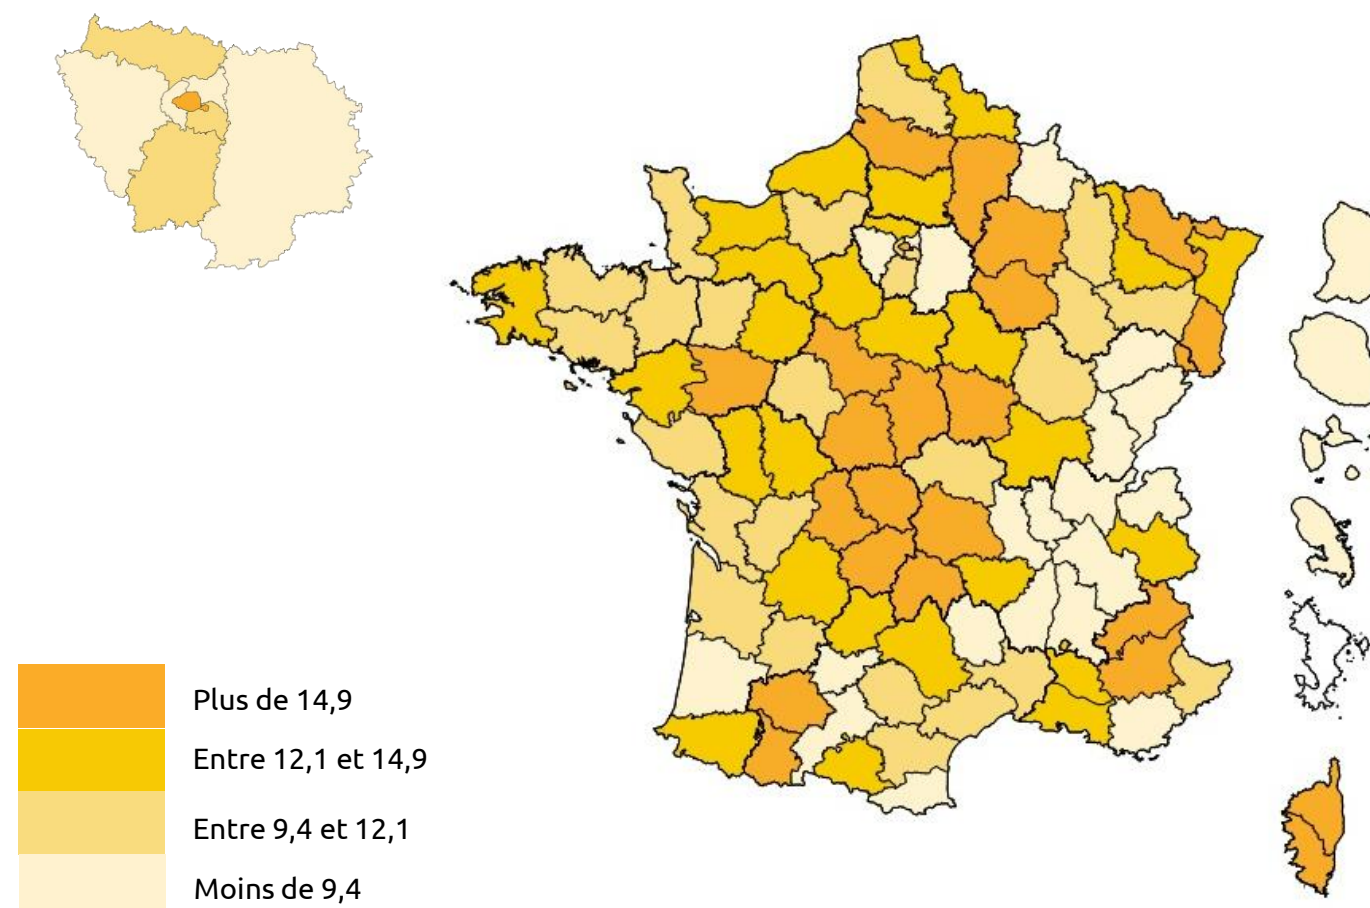 Plus de 14,9
Entre 12,1 et 14,9
Entre 9,4 et 12,1
Moins de 9,4